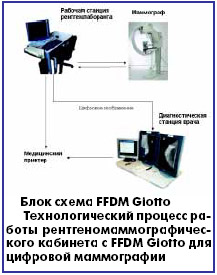 Рабочая станция
рентгенлаборанта
Маммограф
Цифровое изображение
Диагностическая
станция врача
Медицинский
принтер
Блок схема FFDM Giotto
Технологический процесс ра-
боты рентгеномаммографичес-
кого кабинета с FFDM Giotto для
цифровой маммографии